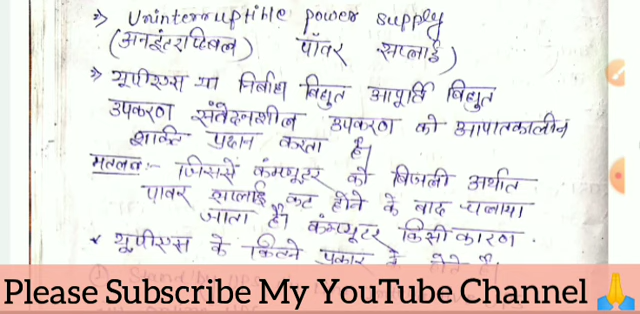 ⇒ Uninterruptible power supply
(अनइंटरप्टिबल) पॉवर सप्लाई)
⇒ यूपीएस या निर्बाध विद्युत आपूर्ति विद्युत
उपकरण संवेदनशील उपकरण को आपातकालीन
शक्ति प्रदान करता है।
मतलब:- जिससे कंम्प्यूटर को बिजली अर्थात
पावर सप्लाई कट होने के बाद चलाया
जाता है। कंम्प्यूटर किसी कारण.
* यूपीएस के कितने प्रकार के होते है।
Please Subscribe My YouTube Channel 🙏